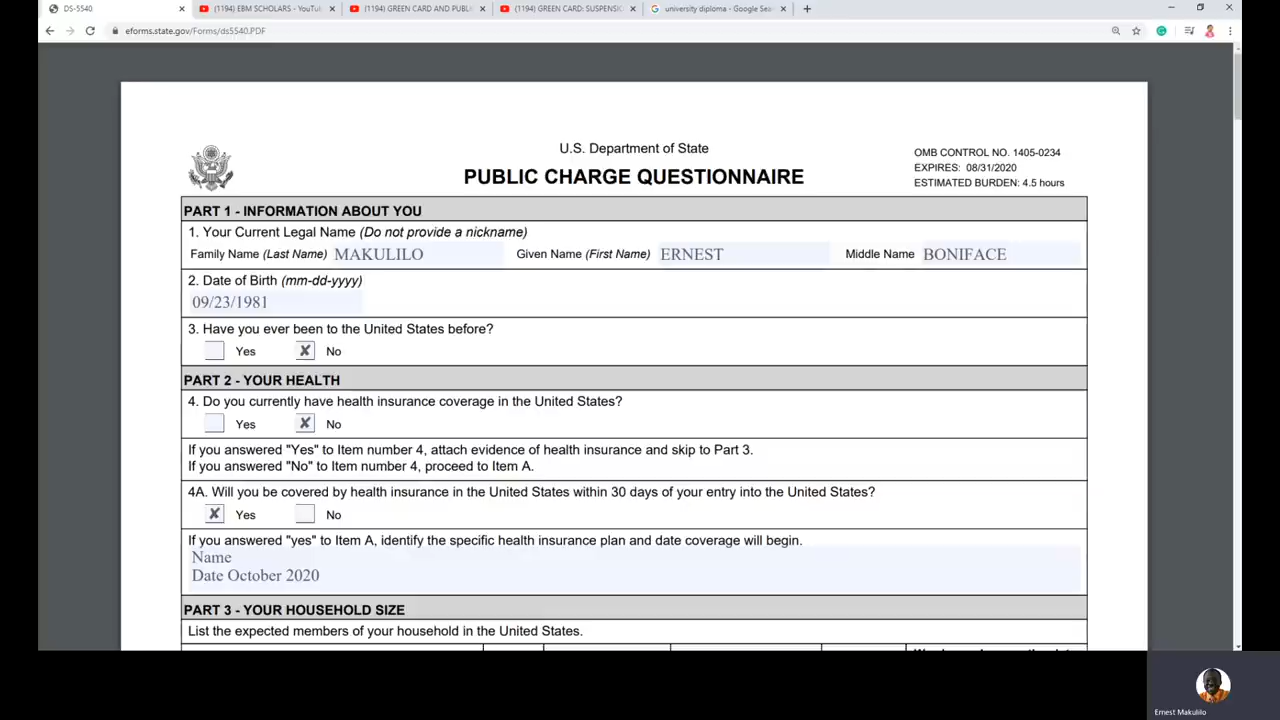 DS-5540
(1194) EBM SCHOLARS - YouTu
(1194) GREEN CARD AND PUBLI
(1194) GREEN CARD: SUSPENSIO
university diploma - Google Sea
eforms.state.gov/Forms/ds5540.PDF
U.S. Department of State
PUBLIC CHARGE QUESTIONNAIRE
OMB CONTROL NO. 1405-0234
EXPIRES: 08/31/2020
ESTIMATED BURDEN: 4.5 hours
PART 1 - INFORMATION ABOUT YOU
1. Your Current Legal Name (Do not provide a nickname)
Family Name (Last Name) MAKULILO Given Name (First Name) ERNEST Middle Name BONIFACE
2. Date of Birth (mm-dd-yyyy)
09/23/1981
3. Have you ever been to the United States before?
Yes X No
PART 2 - YOUR HEALTH
4. Do you currently have health insurance coverage in the United States?
Yes X No
If you answered "Yes" to Item number 4, attach evidence of health insurance and skip to Part 3.
If you answered "No" to Item number 4, proceed to Item A.
4A. Will you be covered by health insurance in the United States within 30 days of your entry into the United States?
X Yes No
If you answered "yes" to Item A, identify the specific health insurance plan and date coverage will begin.
Name
Date October 2020
PART 3 - YOUR HOUSEHOLD SIZE
List the expected members of your household in the United States.
Ernest Makulilo